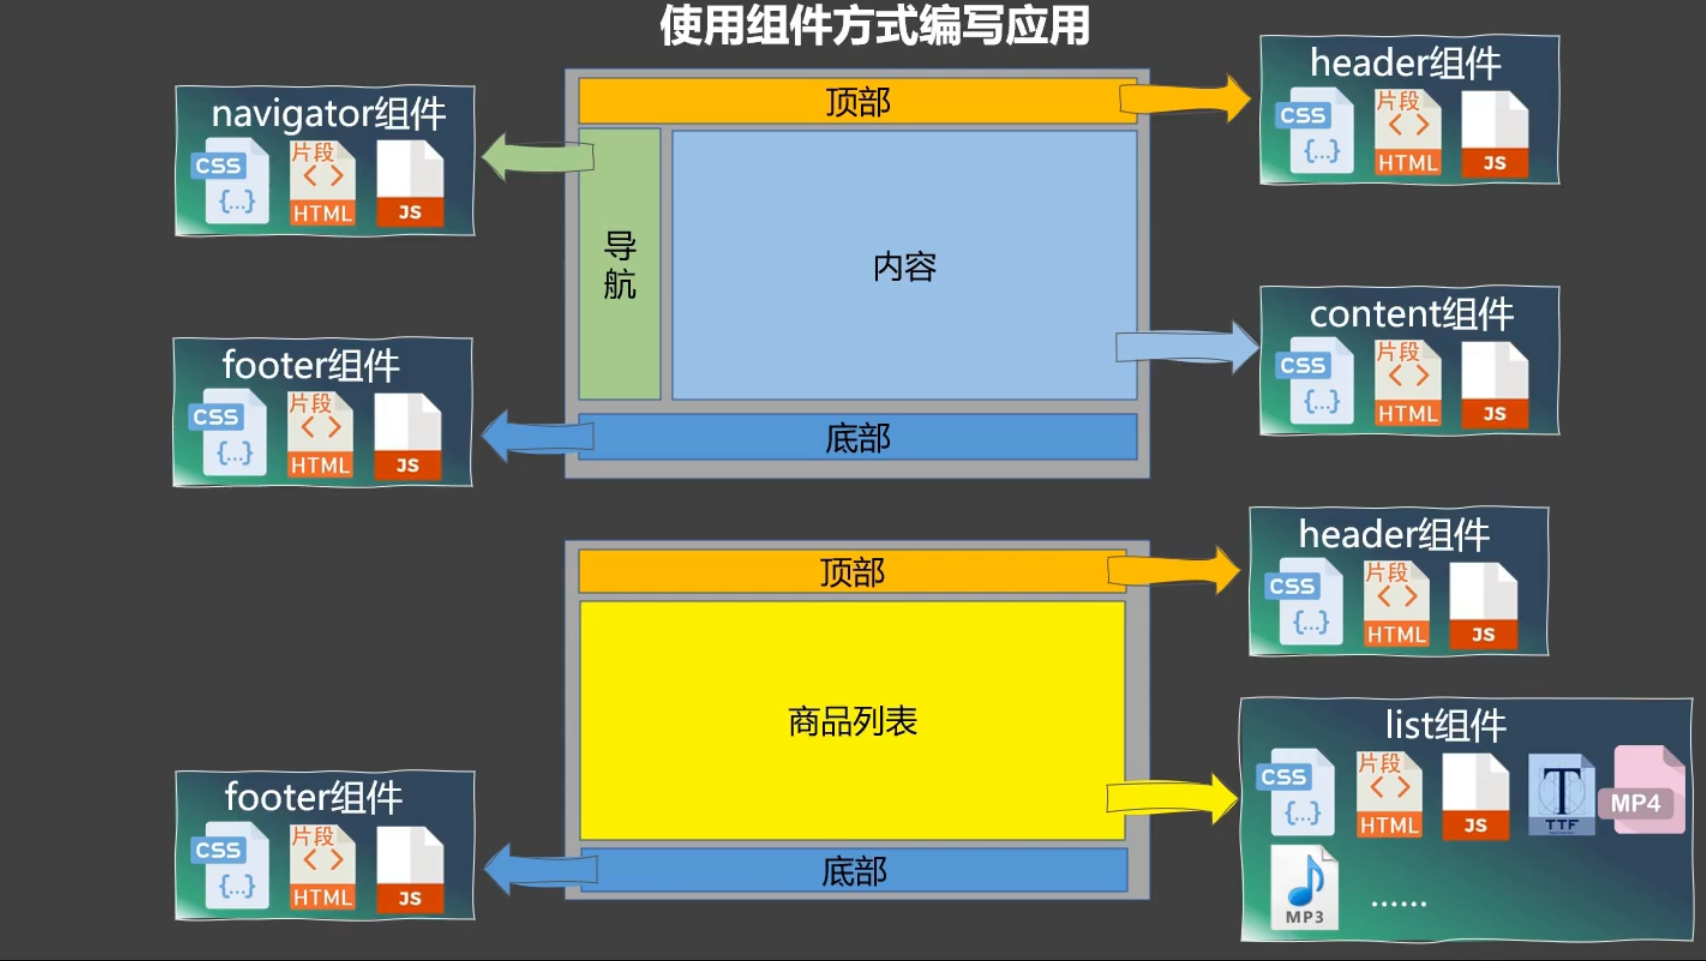 使用组件方式编写应用
navigator组件
CSS
{...}
片段
< >
HTML
JS
顶部
header组件
CSS
{...}
片段
< >
HTML
JS
导
航
内容
footer组件
CSS
{...}
片段
< >
HTML
JS
底部
content组件
CSS
{...}
片段
< >
HTML
JS
顶部
header组件
CSS
{...}
片段
< >
HTML
JS
商品列表
list组件
CSS
{...}
片段
< >
HTML
JS
T
TTF
MP4
MP3
......
footer组件
CSS
{...}
片段
< >
HTML
JS
底部